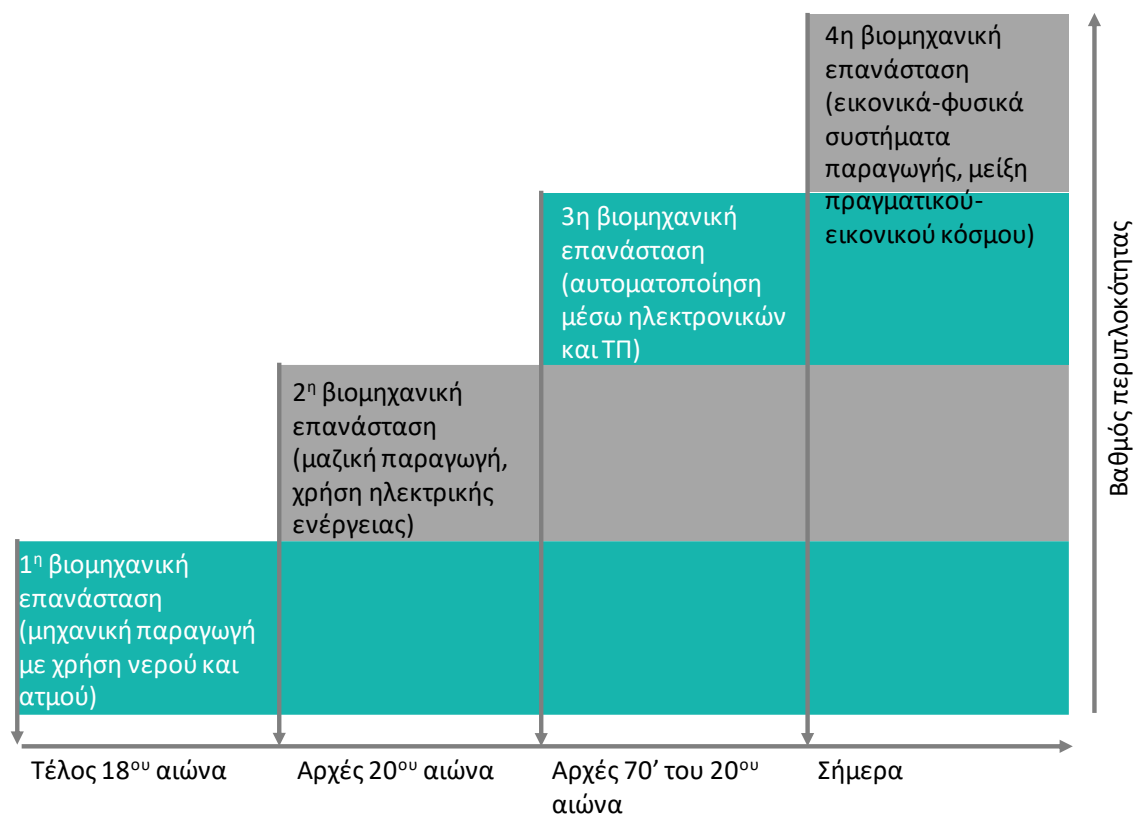 4η βιομηχανική
επανάσταση
(εικονικά-φυσικά
συστήματα
παραγωγής, μείξη
πραγματικού-
εικονικού κόσμου)
3η βιομηχανική
επανάσταση
(αυτοματοποίηση
μέσω ηλεκτρονικών
και ΤΠ)
2η βιομηχανική
επανάσταση
(μαζική παραγωγή,
χρήση ηλεκτρικής
ενέργειας)
1η βιομηχανική
επανάσταση
(μηχανική παραγωγή
με χρήση νερού και
ατμού)
Βαθμός περιπλοκότητας
Τέλος 18ου αιώνα
Αρχές 20ου αιώνα
Αρχές 70’ του 20ου
αιώνα
Σήμερα